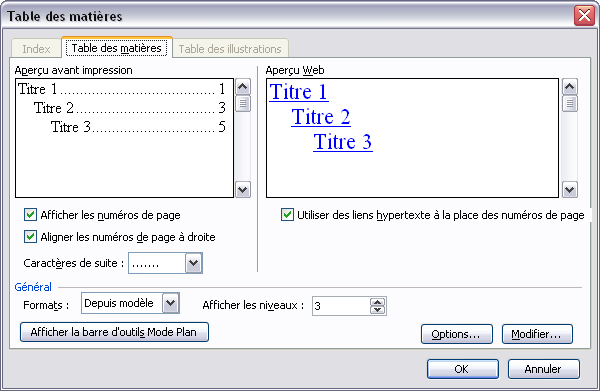 Table des matières
Index Table des matières Table des illustrations
Aperçu avant impression
Titre 1.................................... 1
Titre 2................................ 3
Titre 3............................ 5
Aperçu Web
Titre 1
Titre 2
Titre 3
Afficher les numéros de page
Aligner les numéros de page à droite
Caractères de suite : .......
Utiliser des liens hypertexte à la place des numéros de page
Général
Formats : Depuis modèle Afficher les niveaux : 3
Afficher la barre d'outils Mode Plan Options... Modifier...
OK Annuler